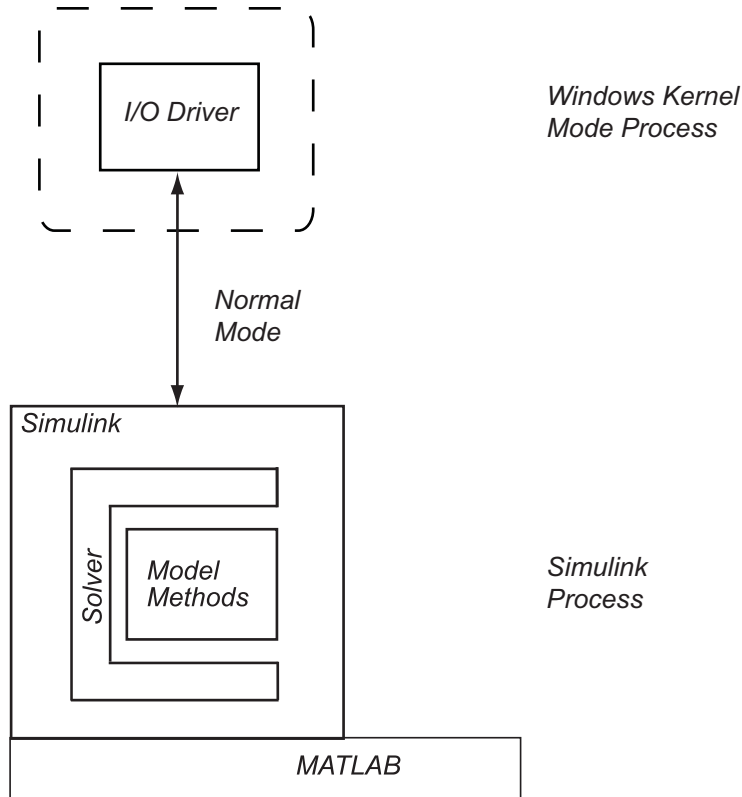 I/O Driver
Windows Kernel
Mode Process
Normal
Mode
Simulink
Solver
Model
Methods
Simulink
Process
MATLAB